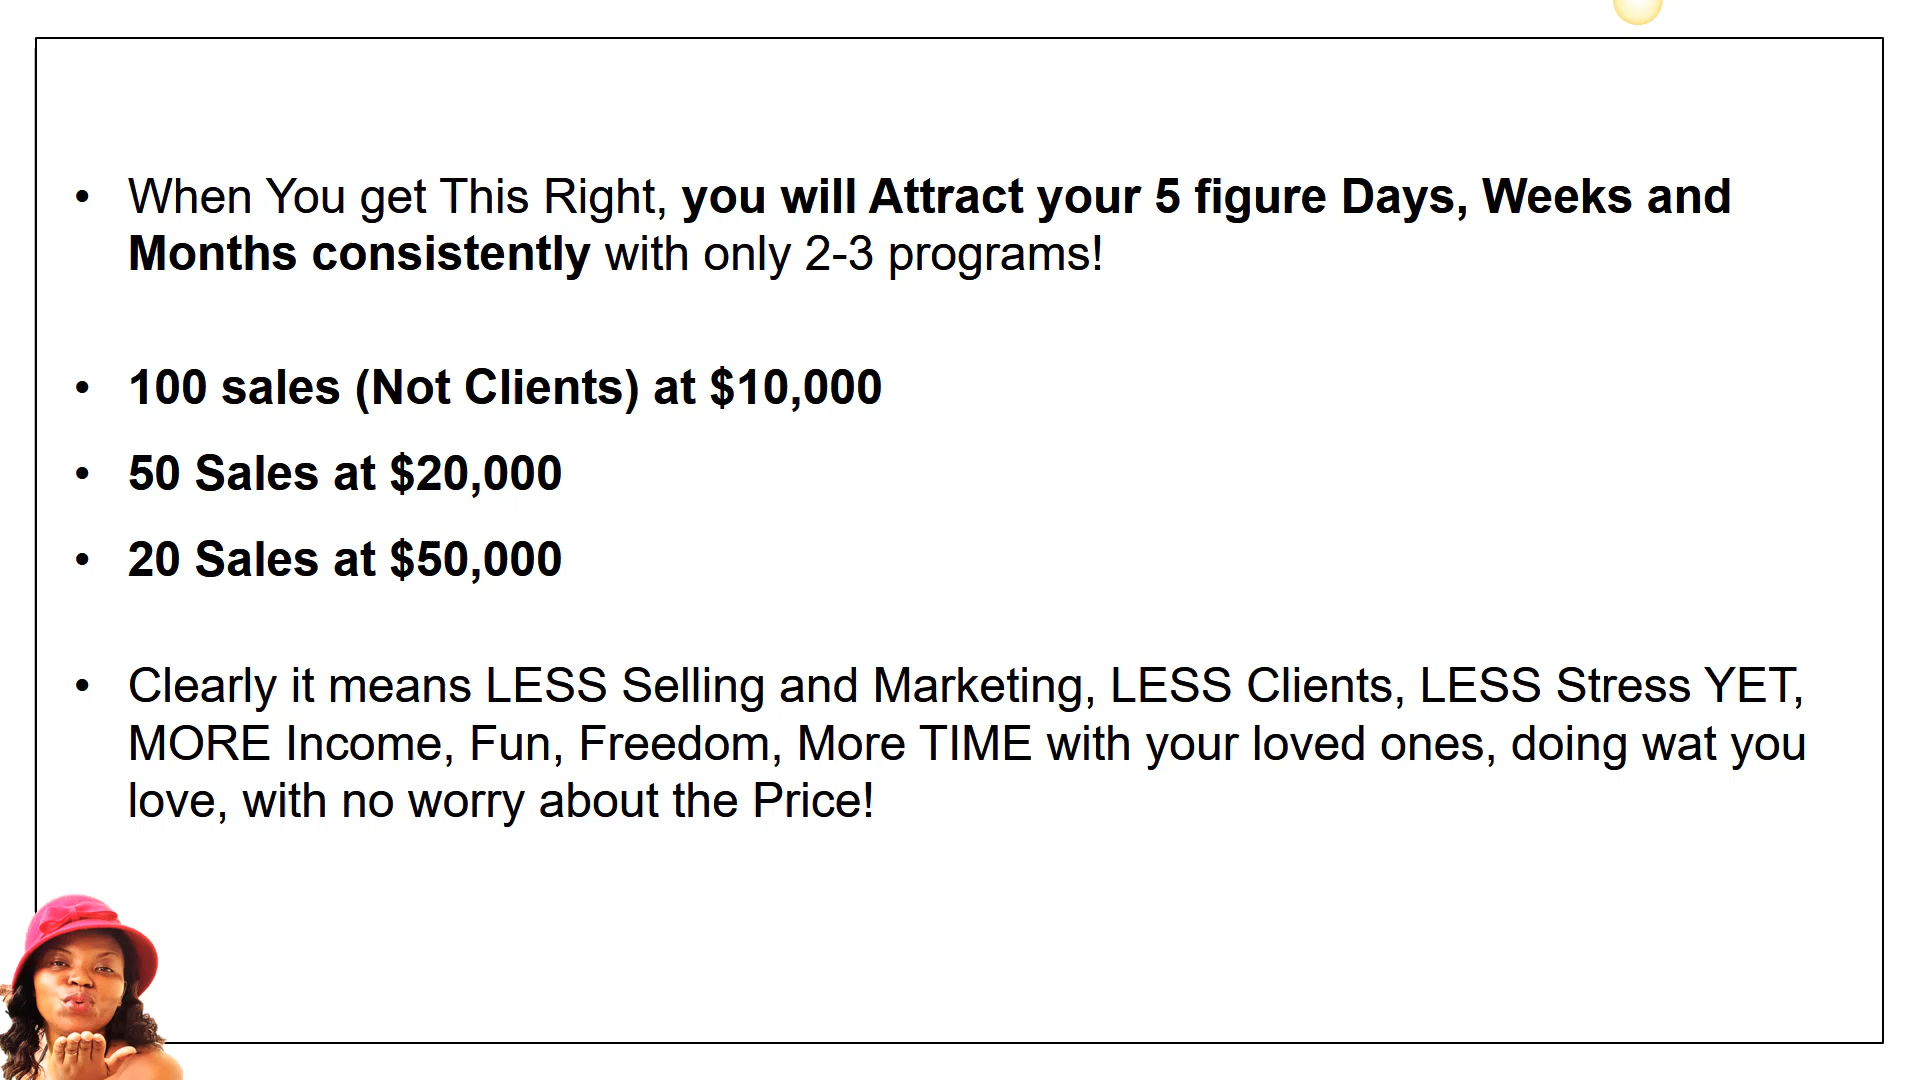 • When You get This Right, you will Attract your 5 figure Days, Weeks and
Months consistently with only 2-3 programs!
• 100 sales (Not Clients) at $10,000
• 50 Sales at $20,000
• 20 Sales at $50,000
• Clearly it means LESS Selling and Marketing, LESS Clients, LESS Stress YET,
MORE Income, Fun, Freedom, More TIME with your loved ones, doing wat you
love, with no worry about the Price!